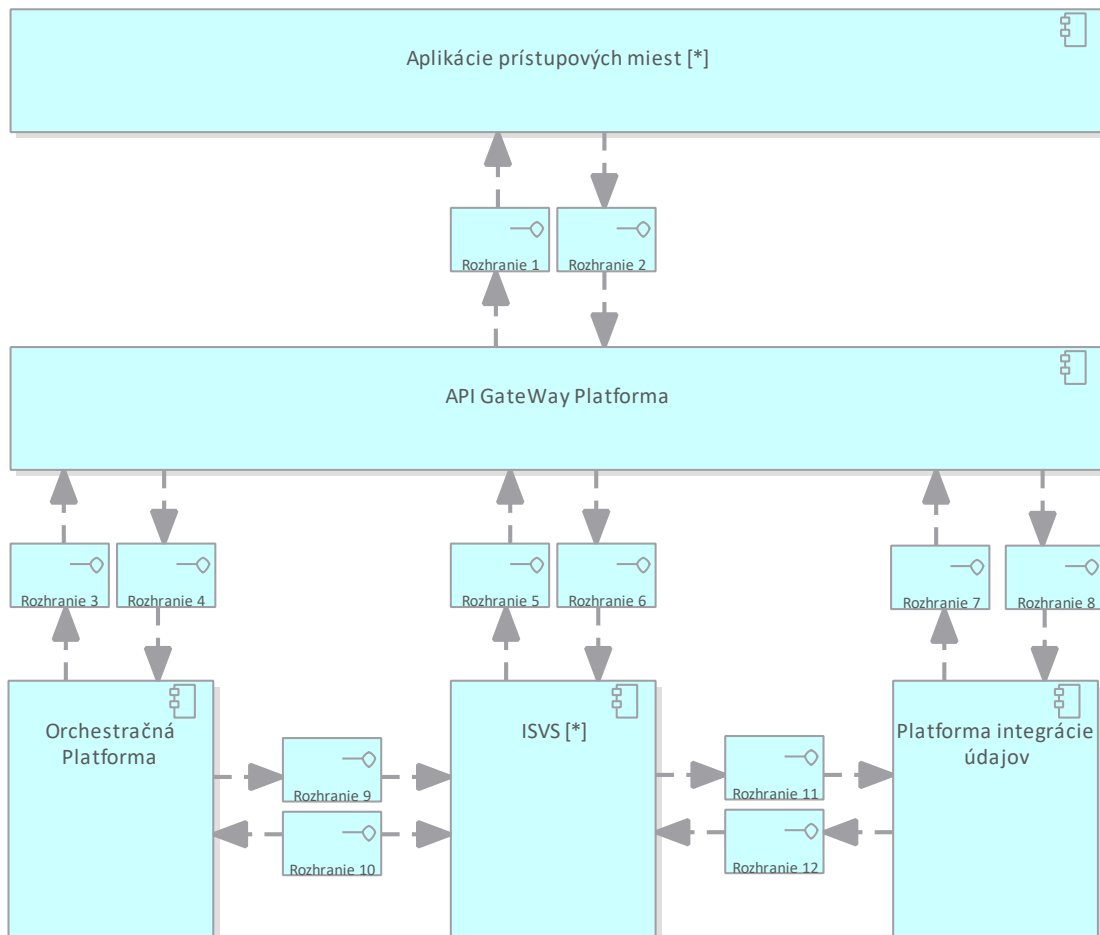 Aplikácie prístupových miest [*]
Rozhranie 1
Rozhranie 2
API GateWay Platforma
Rozhranie 3
Rozhranie 4
Rozhranie 5
Rozhranie 6
Rozhranie 7
Rozhranie 8
Orchestračná
Platforma
ISVS [*]
Platforma integrácie
údajov
Rozhranie 9
Rozhranie 11
Rozhranie 10
Rozhranie 12